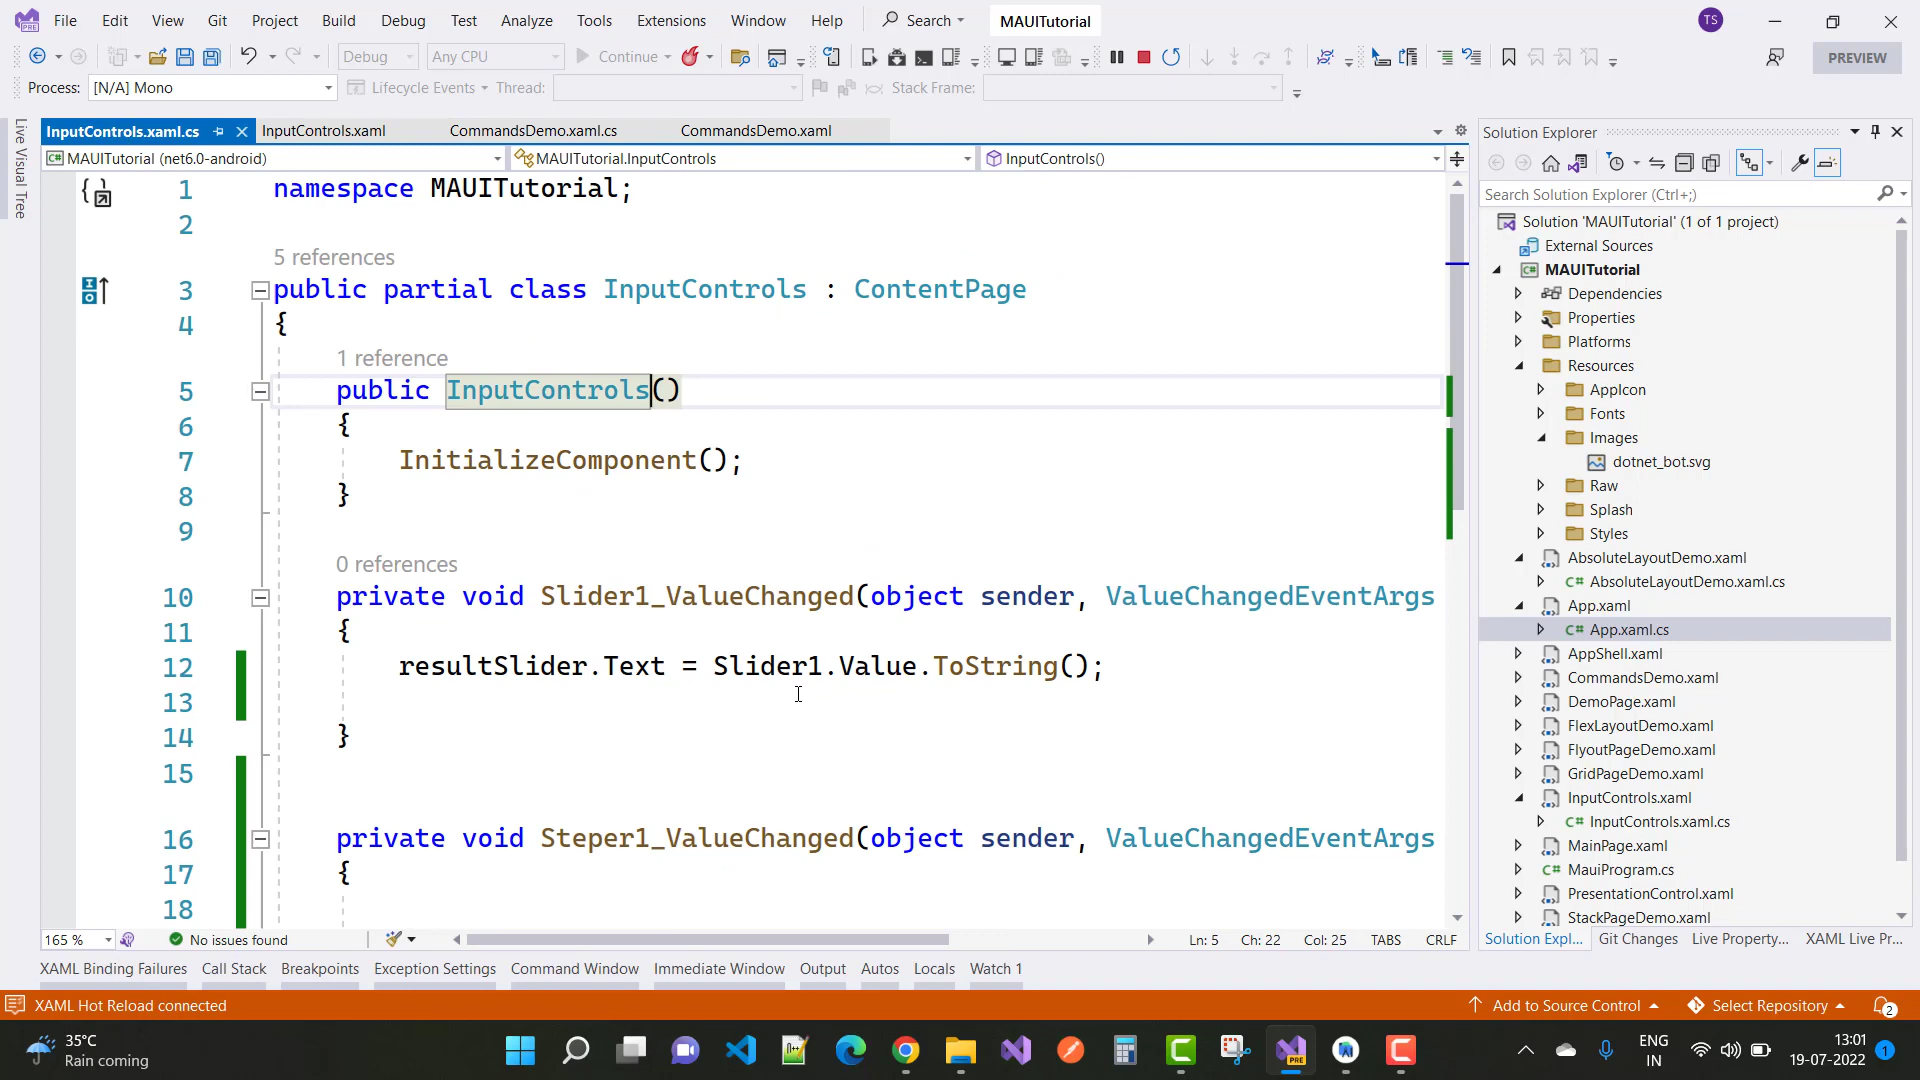 File Edit View Git Project Build Debug Test Analyze Tools Extensions Window Help Search MAUITutorial TS
Debug Any CPU Continue PREVIEW
Process: [N/A] Mono Lifecycle Events Thread: Stack Frame:
Live Visual Tree
InputControls.xaml.cs InputControls.xaml CommandsDemo.xaml.cs CommandsDemo.xaml
MAUITutorial (net6.0-android) MAUITutorial.InputControls InputControls()
1 namespace MAUITutorial;
2
5 references
3 public partial class InputControls : ContentPage
4 {
1 reference
5 public InputControls()
6 {
7 InitializeComponent();
8 }
9
0 references
10 private void Slider1_ValueChanged(object sender, ValueChangedEventArgs
11 {
12 resultSlider.Text = Slider1.Value.ToString();
13
14 }
15
16 private void Steper1_ValueChanged(object sender, ValueChangedEventArgs
17 {
18
165 % No issues found Ln: 5 Ch: 22 Col: 25 TABS CRLF
Solution Explorer
Search Solution Explorer (Ctrl+;)
Solution 'MAUITutorial' (1 of 1 project)
External Sources
MAUITutorial
Dependencies
Properties
Platforms
Resources
AppIcon
Fonts
Images
dotnet_bot.svg
Raw
Splash
Styles
AbsoluteLayoutDemo.xaml
AbsoluteLayoutDemo.xaml.cs
App.xaml
App.xaml.cs
AppShell.xaml
CommandsDemo.xaml
DemoPage.xaml
FlexLayoutDemo.xaml
FlyoutPageDemo.xaml
GridPageDemo.xaml
InputControls.xaml
InputControls.xaml.cs
MainPage.xaml
MauiProgram.cs
PresentationControl.xaml
StackPageDemo.xaml
Solution Expl... Git Changes Live Property... XAML Live Pr...
XAML Binding Failures Call Stack Breakpoints Exception Settings Command Window Immediate Window Output Autos Locals Watch 1
XAML Hot Reload connected Add to Source Control Select Repository 2
35°C
Rain coming
PRE
ENG
IN
13:01
19-07-2022
1